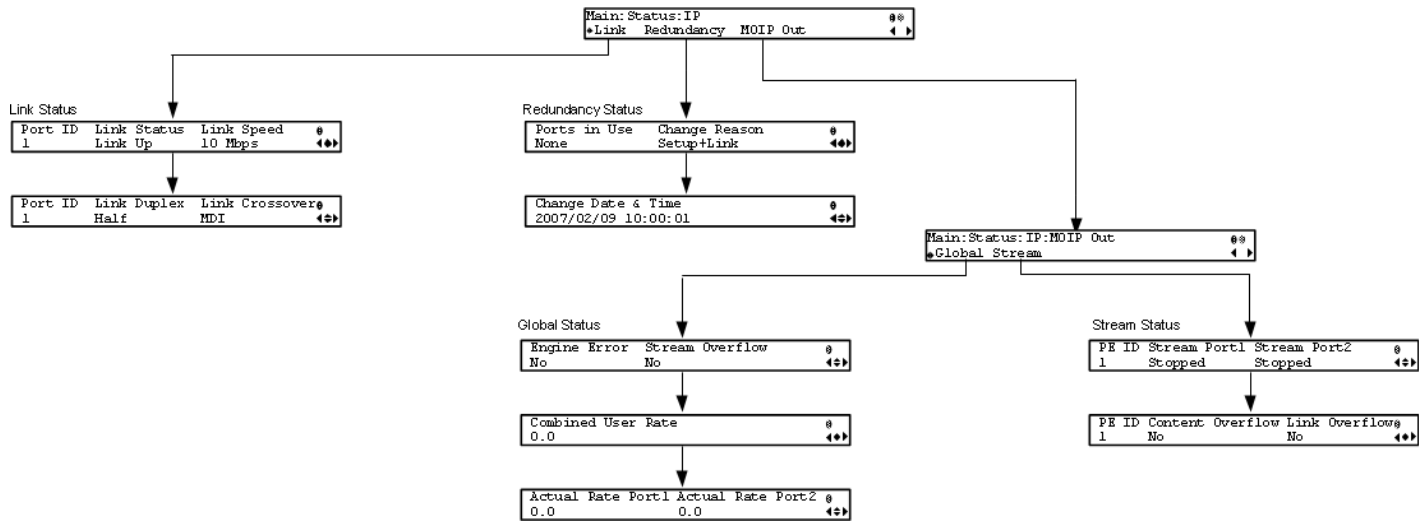 Main:Status:IP
Link Redundancy MOIP Out
Link Status
Port ID Link Status Link Speed
1 Link Up 10 Mbps
Port ID Link Duplex Link Crossover
1 Half MDI
Redundancy Status
Ports in Use Change Reason
None Setup+Link
Change Date & Time
2007/02/09 10:00:01
Main:Status:IP:MOIP Out
Global Stream
Global Status
Engine Error Stream Overflow
No No
Combined User Rate
0.0
Actual Rate Port1 Actual Rate Port2
0.0 0.0
Stream Status
PE ID Stream Port1 Stream Port2
1 Stopped Stopped
PE ID Content Overflow Link Overflow
1 No No